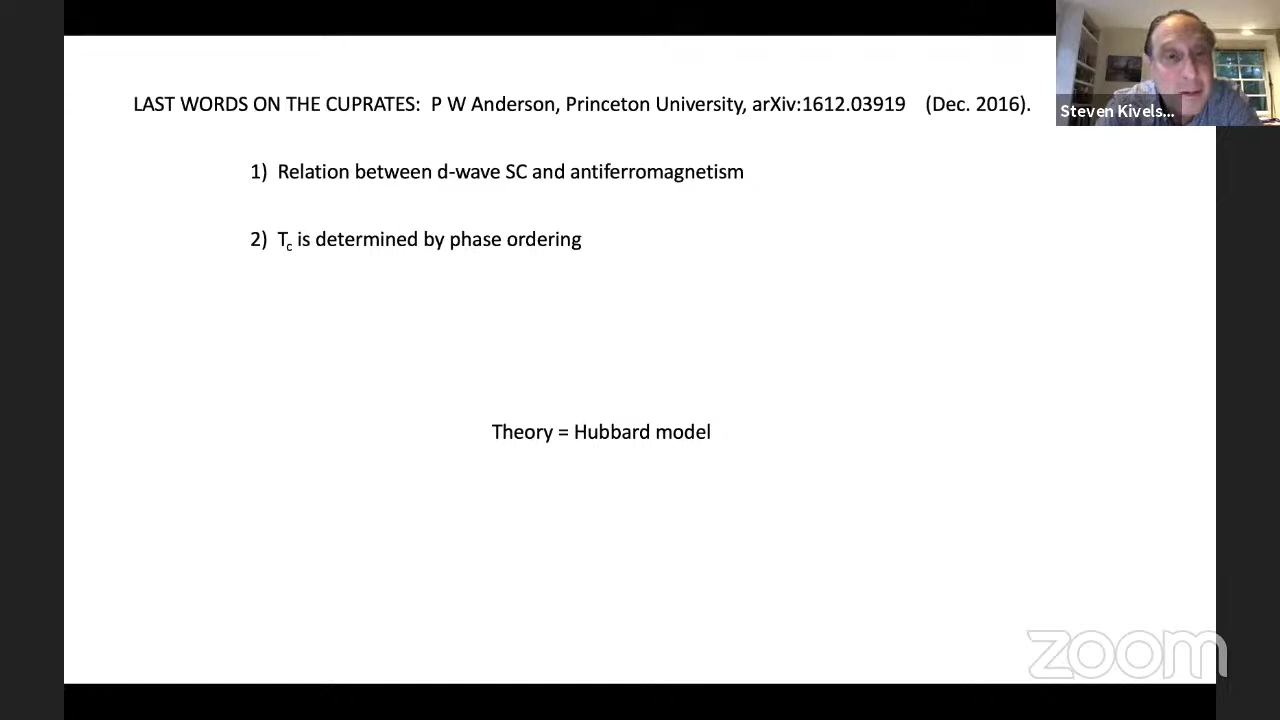 LAST WORDS ON THE CUPRATES:  P W Anderson, Princeton University, arXiv:1612.03919   (Dec. 2016).
Steven Kivels...
1)  Relation between d-wave SC and antiferromagnetism
2)  Tc is determined by phase ordering
Theory = Hubbard model
zoom